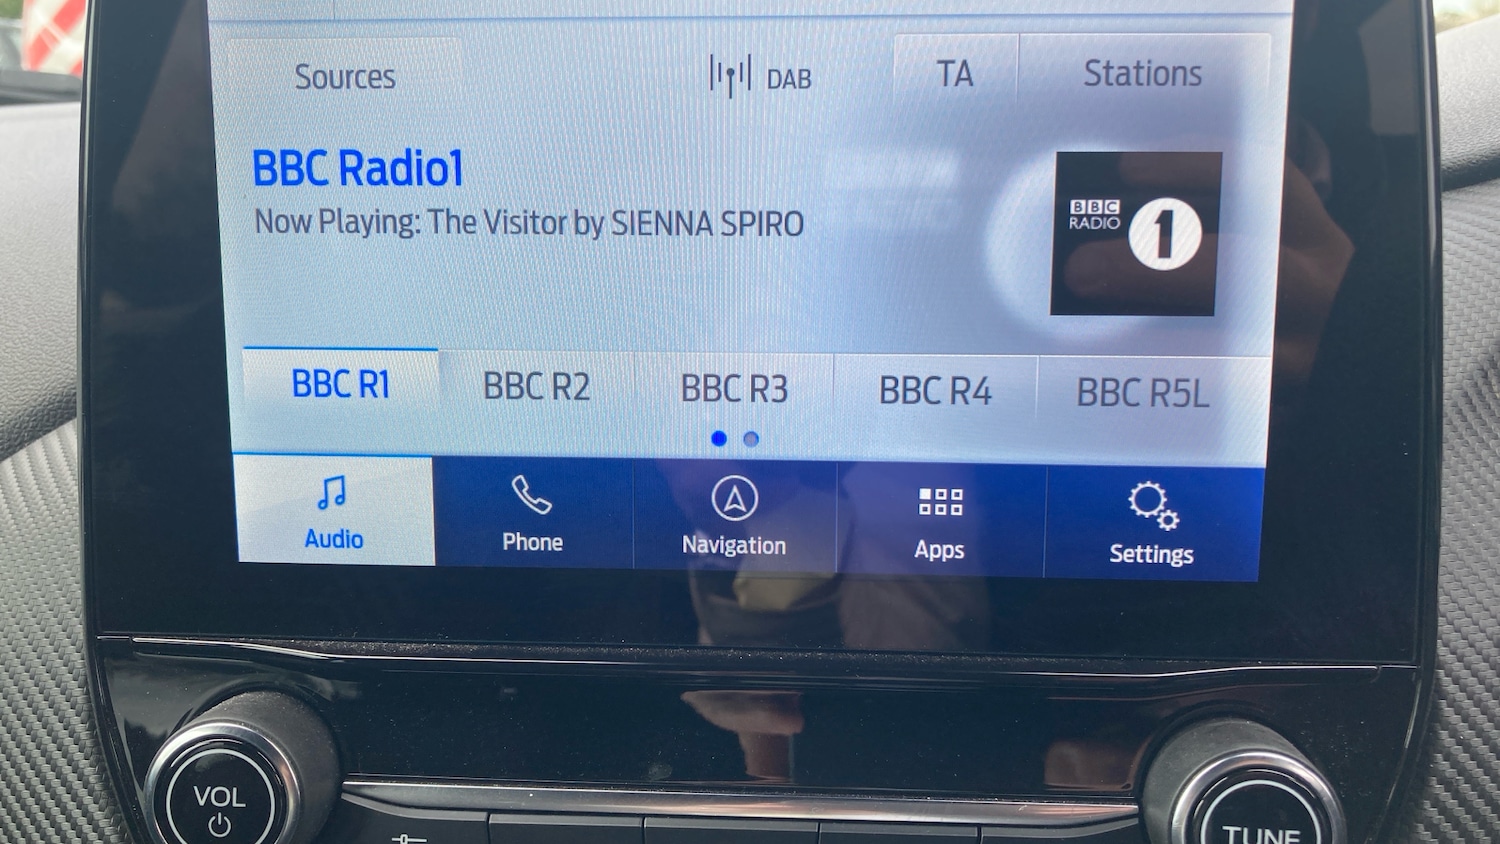 Sources
DAB
TA
Stations
BBC Radio1
Now Playing: The Visitor by SIENNA SPIRO
BBC
RADIO
1
BBC R1
BBC R2
BBC R3
BBC R4
BBC R5L
Audio
Phone
Navigation
Apps
Settings
VOL
TUNE